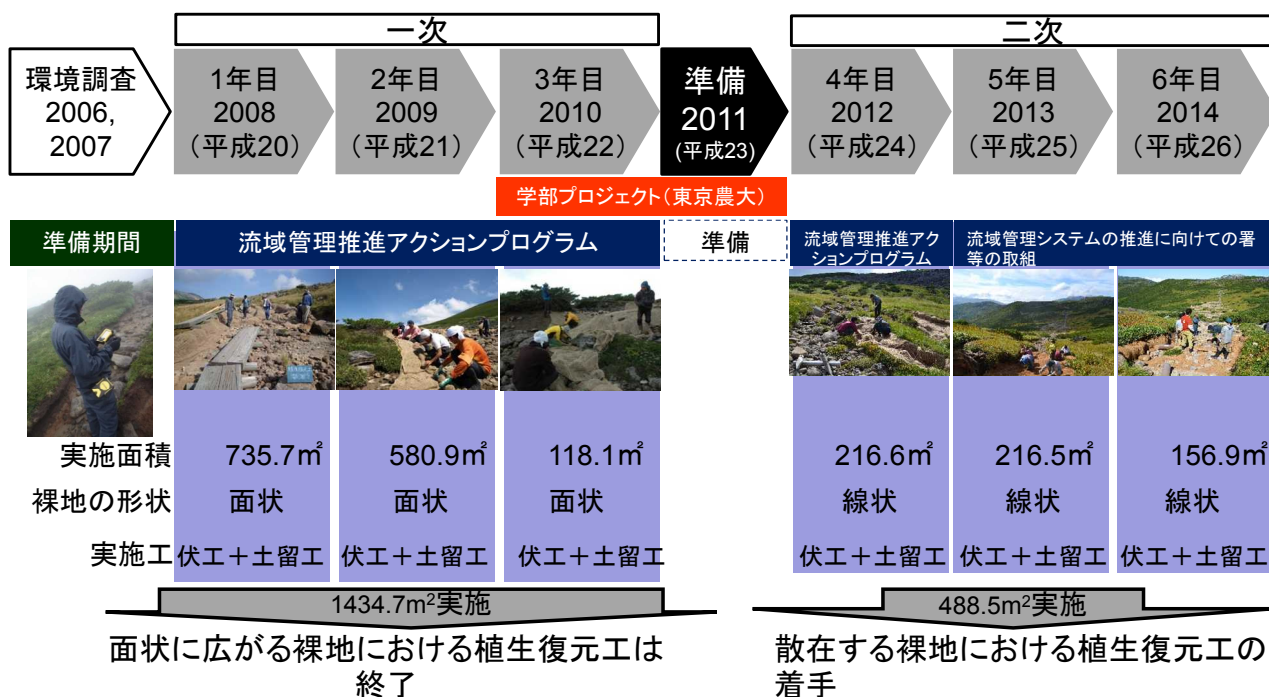 一次
二次
環境調査
2006,
2007
1年目
2008
(平成20)
2年目
2009
(平成21)
3年目
2010
(平成22)
準備
2011
(平成23)
4年目
2012
(平成24)
5年目
2013
(平成25)
6年目
2014
(平成26)
学部プロジェクト(東京農大)
準備期間
流域管理推進アクションプログラム
準備
流域管理推進アク
ションプログラム
流域管理システムの推進に向けての署
等の取組
実施面積 735.7㎡ 580.9㎡ 118.1㎡ 216.6㎡ 216.5㎡ 156.9㎡
裸地の形状 面状 面状 面状 線状 線状 線状
実施工 伏工+土留工 伏工+土留工 伏工+土留工 伏工+土留工 伏工+土留工 伏工+土留工
1434.7m²実施
488.5m²実施
面状に広がる裸地における植生復元工は
終了
散在する裸地における植生復元工の
着手